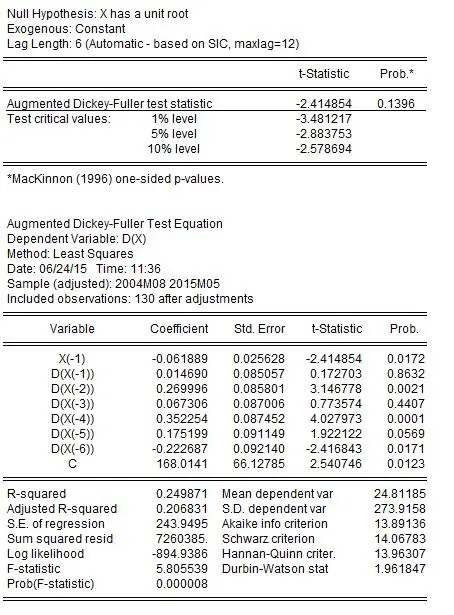 Null Hypothesis: X has a unit root
Exogenous: Constant
Lag Length: 6 (Automatic - based on SIC, maxlag=12)
t-Statistic Prob.*
Augmented Dickey-Fuller test statistic -2.414854 0.1396
Test critical values: 1% level -3.481217
5% level -2.883753
10% level -2.578694
*MacKinnon (1996) one-sided p-values.
Augmented Dickey-Fuller Test Equation
Dependent Variable: D(X)
Method: Least Squares
Date: 06/24/15 Time: 11:36
Sample (adjusted): 2004M08 2015M05
Included observations: 130 after adjustments
Variable Coefficient Std. Error t-Statistic Prob.
X(-1) -0.061889 0.025628 -2.414854 0.0172
D(X(-1)) 0.014690 0.085057 0.172703 0.8632
D(X(-2)) 0.269996 0.085801 3.146778 0.0021
D(X(-3)) 0.067306 0.087006 0.773574 0.4407
D(X(-4)) 0.352254 0.087452 4.027973 0.0001
D(X(-5)) 0.175199 0.091149 1.922122 0.0569
D(X(-6)) -0.222687 0.092140 -2.416843 0.0171
C 168.0141 66.12785 2.540746 0.0123
R-squared 0.249871 Mean dependent var 24.81185
Adjusted R-squared 0.206831 S.D. dependent var 273.9158
S.E. of regression 243.9495 Akaike info criterion 13.89136
Sum squared resid 7260385. Schwarz criterion 14.06783
Log likelihood -894.9386 Hannan-Quinn criter. 13.96307
F-statistic 5.805539 Durbin-Watson stat 1.961847
Prob(F-statistic) 0.000008